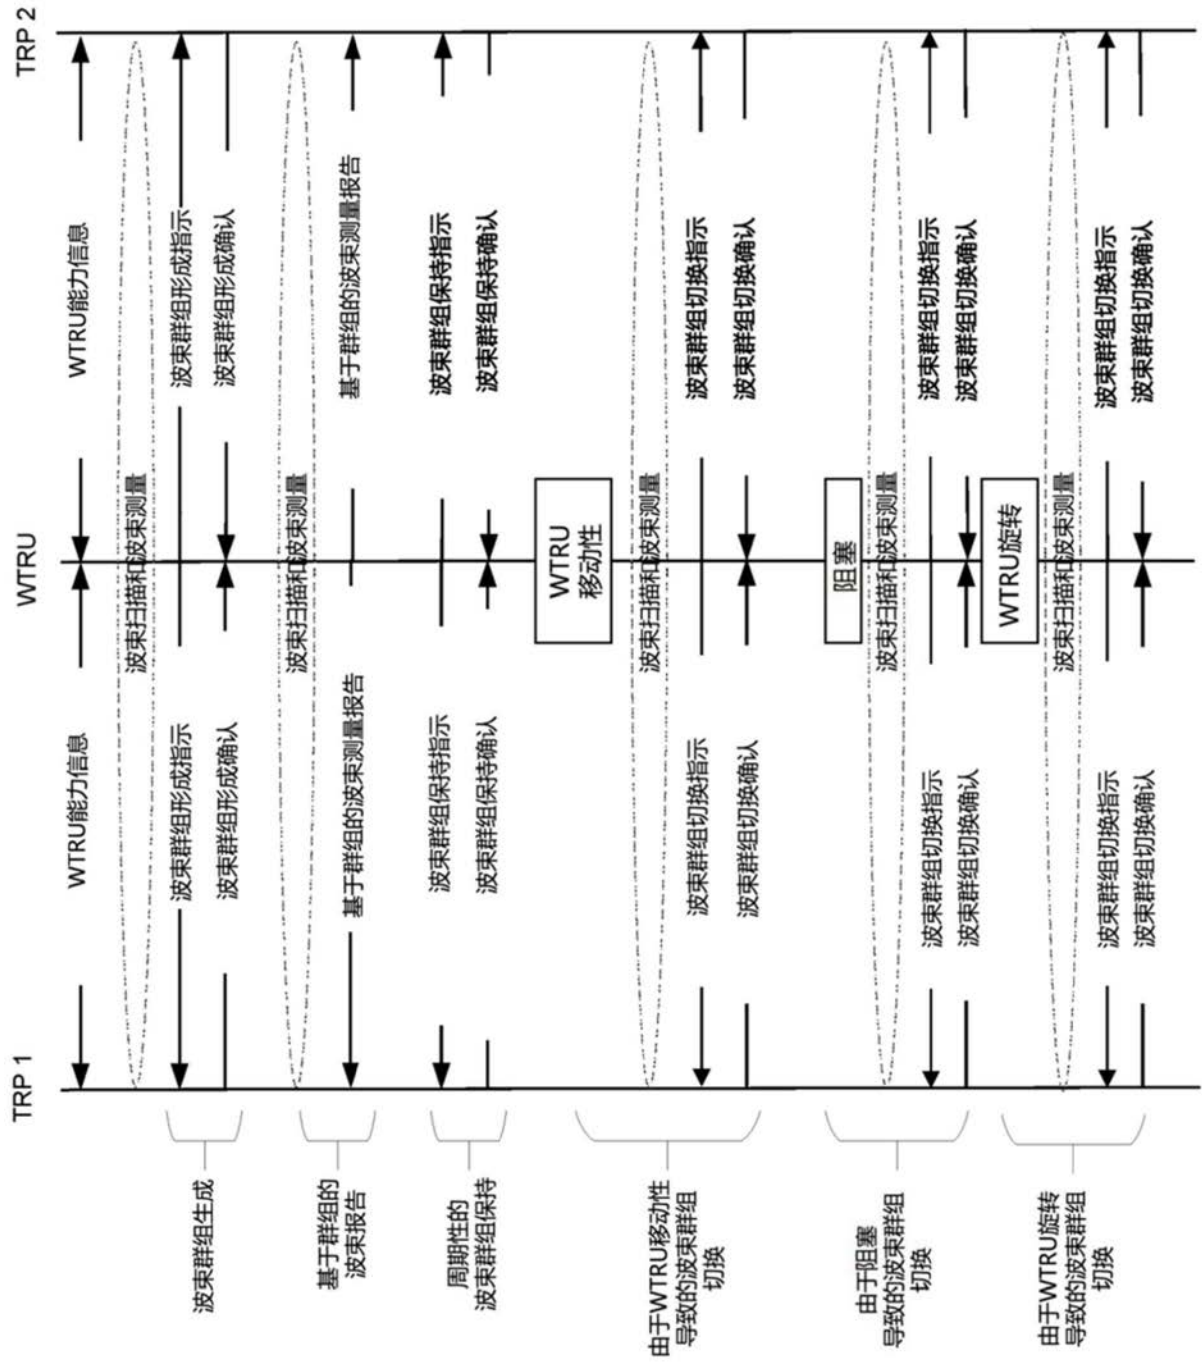 TRP 1
WTRU
TRP 2
WTRU能力信息
WTRU能力信息
波束扫描和波束测量
波束群组生成
波束群组形成指示
波束群组形成指示
波束群组形成确认
波束群组形成确认
波束扫描和波束测量
基于群组的
波束报告
基于群组的波束测量报告
基于群组的波束测量报告
周期性的
波束群组保持
波束群组保持指示
波束群组保持指示
波束群组保持确认
波束群组保持确认
WTRU
移动性
由于WTRU移动性
导致的波束群组
切换
波束扫描和波束测量
波束群组切换指示
波束群组切换指示
波束群组切换确认
波束群组切换确认
阻塞
由于阻塞
导致的波束群组
切换
波束扫描和波束测量
波束群组切换指示
波束群组切换指示
波束群组切换确认
波束群组切换确认
WTRU旋转
由于WTRU旋转
导致的波束群组
切换
波束扫描和波束测量
波束群组切换指示
波束群组切换指示
波束群组切换确认
波束群组切换确认